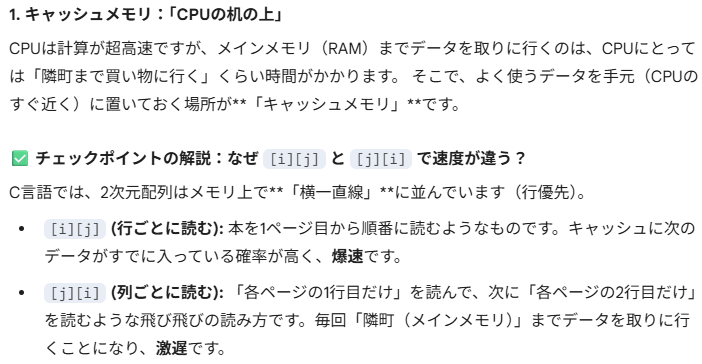 1. キャッシュメモリ：「CPUの机の上」
CPUは計算が超高速ですが、メインメモリ（RAM）までデータを取りに行くのは、CPUにとって
は「隣町まで買い物に行く」くらい時間がかかります。 そこで、よく使うデータを手元（CPUの
すぐ近く）に置いておく場所が**「キャッシュメモリ」**です。
✅ チェックポイントの解説：なぜ [i][j] と [j][i] で速度が違う？
C言語では、2次元配列はメモリ上で**「横一直線」**に並んでいます（行優先）。
• [i][j] (行ごとに読む): 本を1ページ目から順番に読むようなものです。キャッシュに次の
データがすでに入っている確率が高く、爆速です。
• [j][i] (列ごとに読む): 「各ページの1行目だけ」を読んで、次に「各ページの2行目だけ」
を読むような飛び飛びの読み方です。毎回「隣町（メインメモリ）」までデータを取りに行
くことになり、激遅です。